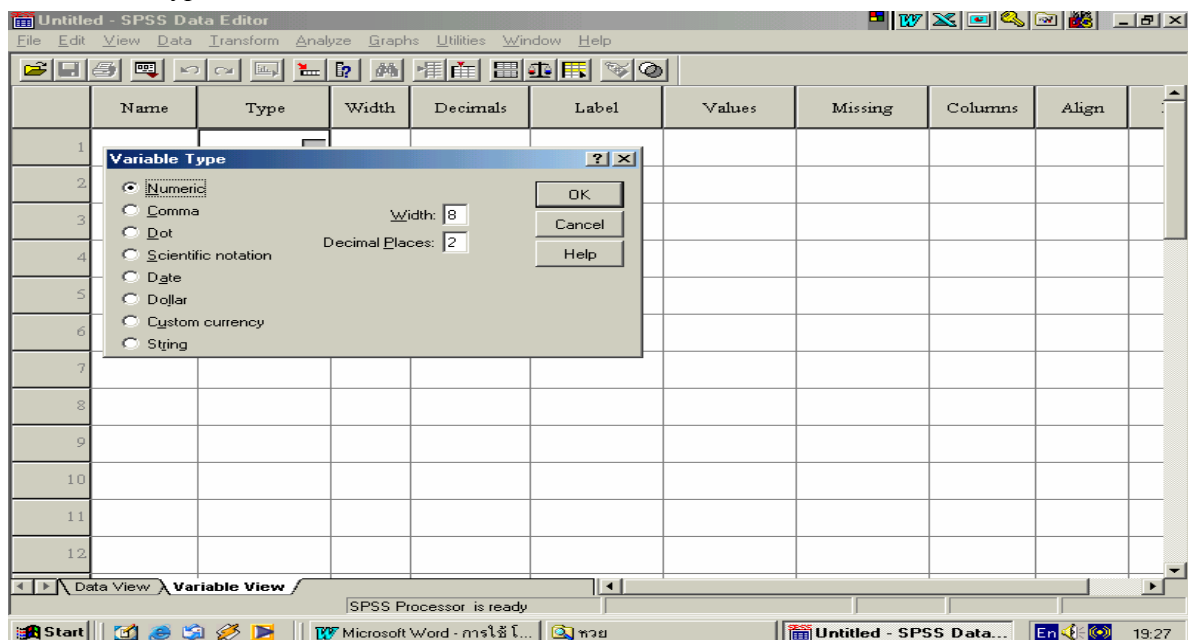 Untitled - SPSS Data Editor
File Edit View Data Transform Analyze Graphs Utilities Window Help
Name Type Width Decimals Label Values Missing Columns Align
1
Variable Type
2
Numeric
OK
Comma
Width: 8
3
Cancel
Dot
Decimal Places: 2
4
Scientific notation
Help
Date
5
Dollar
6
Custom currency
String
7
8
9
10
11
12
Data View Variable View
SPSS Processor is ready
Start Microsoft Word - การใช้โ... หวย Untitled - SPSS Data... En 19:27